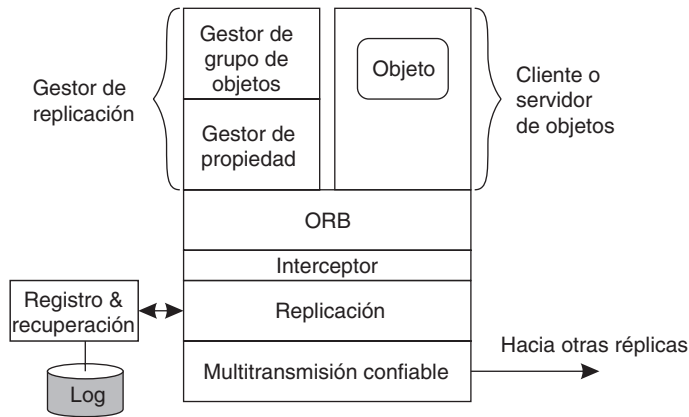 Gestor de
replicación
Gestor de
grupo de
objetos
Gestor de
propiedad
Objeto
Cliente o
servidor
de objetos
ORB
Interceptor
Registro &
recuperación
Replicación
Hacia otras réplicas
Multitransmisión confiable
Log